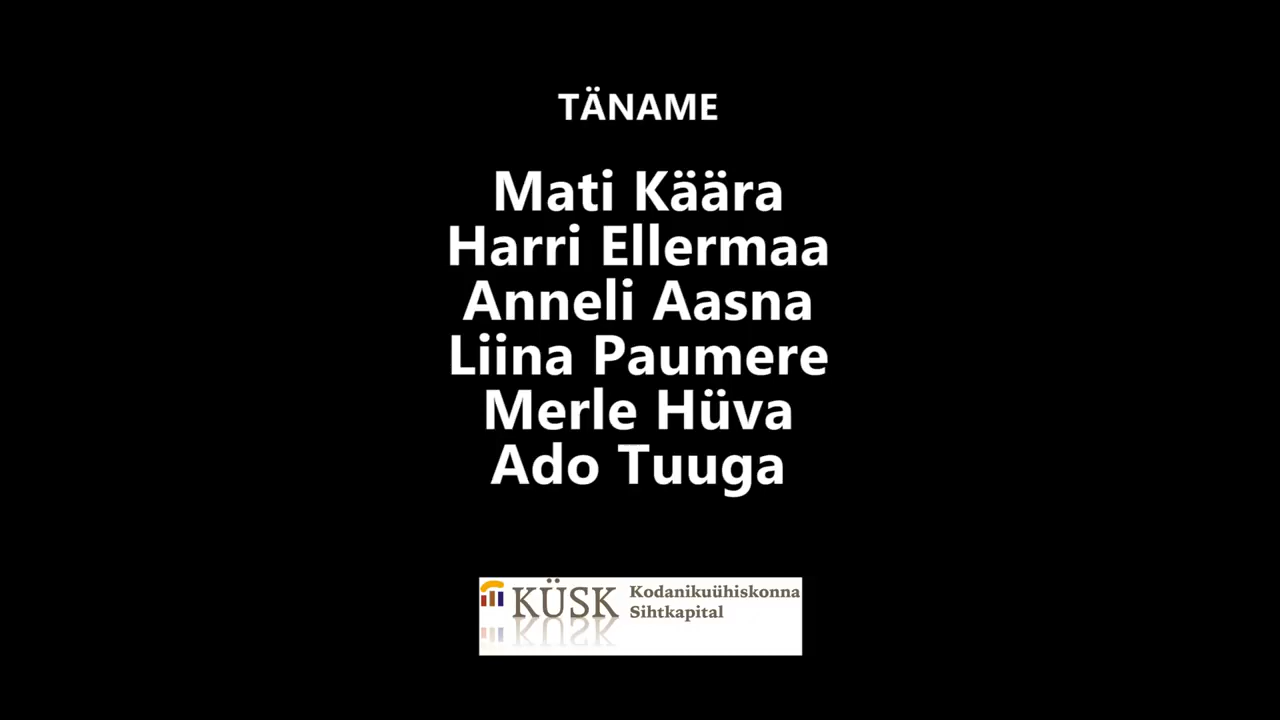 TÄNAME
Mati Käära
Harri Ellermaa
Anneli Aasna
Liina Paumere
Merle Hüva
Ado Tuuga
KÜSK Kodanikuühiskonna
Sihtkapital